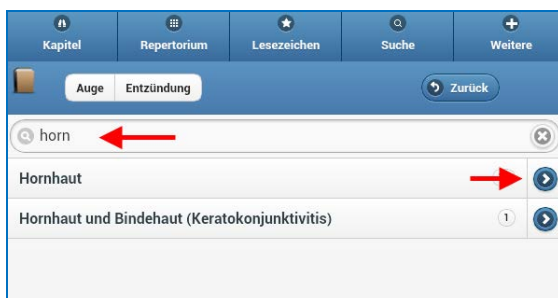 Kapitel Repertorium Lesezeichen Suche Weitere
Auge Entzündung Zurück
horn
Hornhaut
Hornhaut und Bindehaut (Keratokonjunktivitis) 1